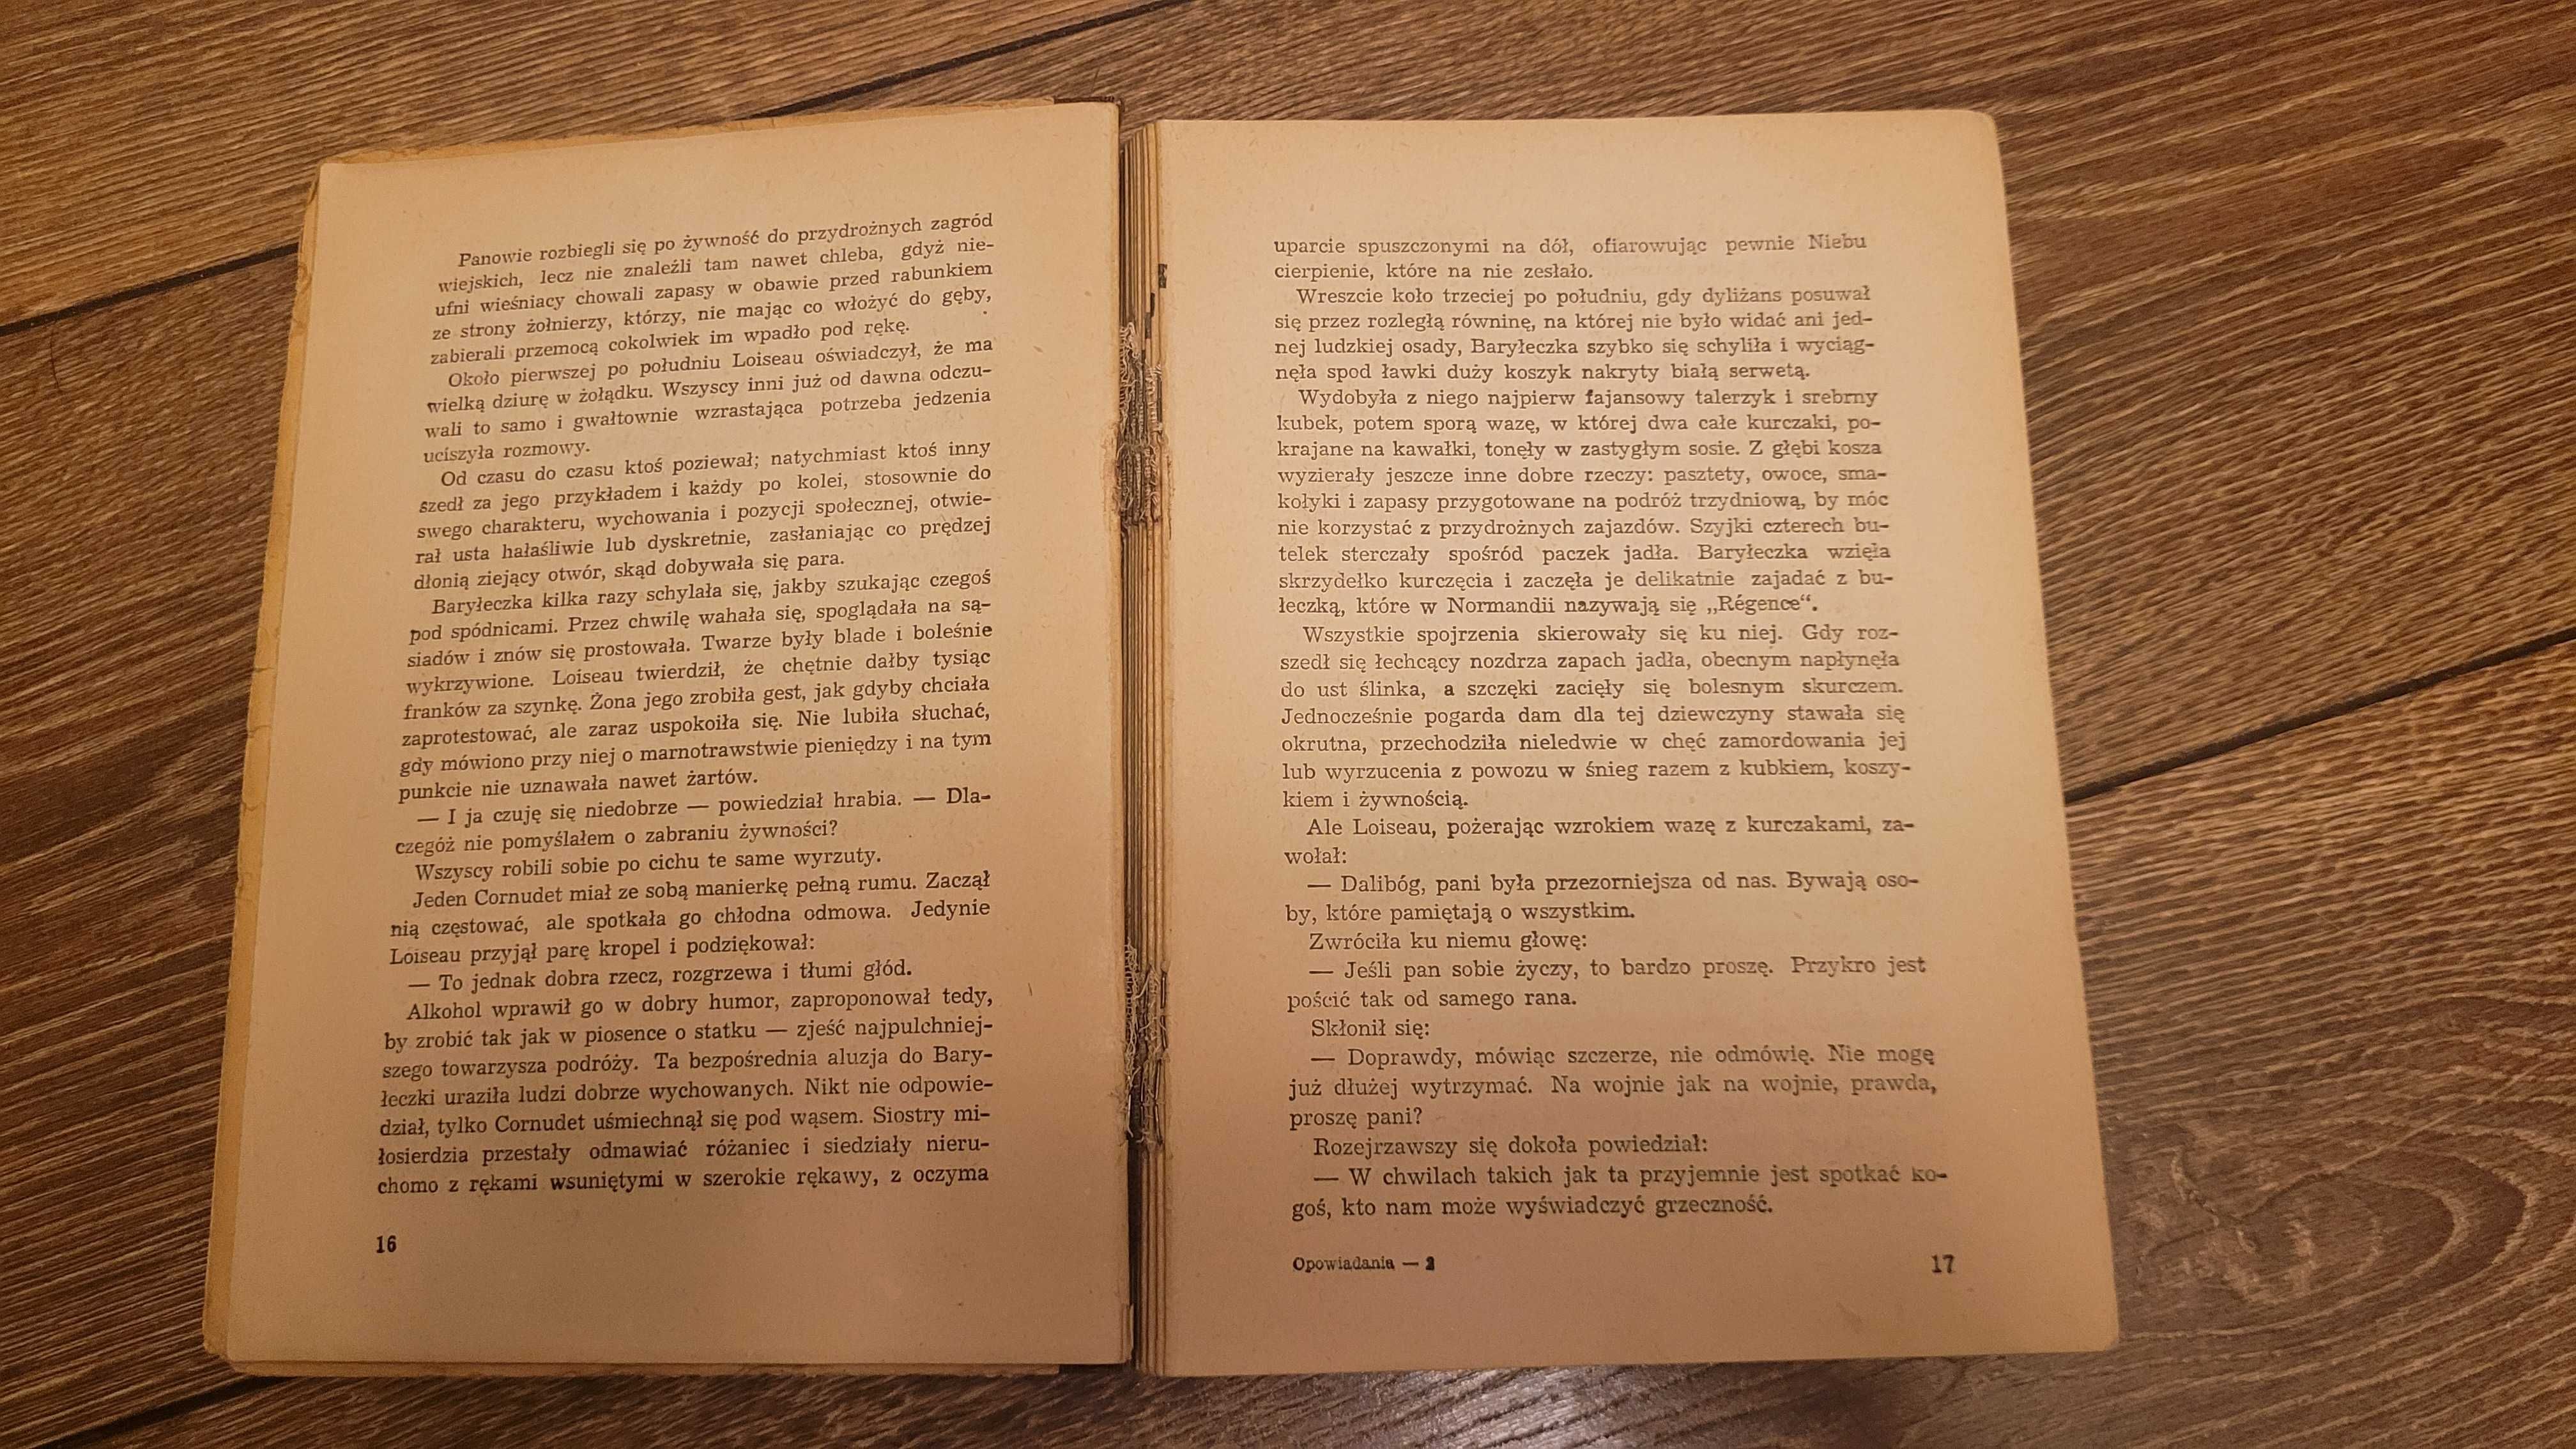 Panowie rozbiegli się po żywność do przydrożnych zagród
wiejskich, lecz nie znaleźli tam nawet chleba, gdyż nie-
ufni wieśniacy chowali zapasy w obawie przed rabunkiem
ze strony żołnierzy, którzy, nie mając co włożyć do gęby,
zabierali przemocą cokolwiek im wpadło pod rękę.
Około pierwszej po południu Loiseau oświadczył, że ma
wielką dziurę w żołądku. Wszyscy inni już od dawna odczu-
wali to samo i gwałtownie wzrastająca potrzeba jedzenia
uciszyła rozmowy.
Od czasu do czasu ktoś poziewał; natychmiast ktoś inny
szedł za jego przykładem i każdy po kolei, stosownie do
swego charakteru, wychowania i pozycji społecznej, otwie-
rał usta hałaśliwie lub dyskretnie, zasłaniając co prędzej
dłonią ziejący otwór, skąd dobywała się para.
Baryłeczka kilka razy schylała się, jakby szukając czegoś
pod spódnicami. Przez chwilę wahała się, spoglądała na są-
siadów i znów się prostowała. Twarze były blade i boleśnie
wykrzywione. Loiseau twierdził, że chętnie dałby tysiąc
franków za szynkę. Żona jego zrobiła gest, jak gdyby chciała
zaprotestować, ale zaraz uspokoiła się. Nie lubiła słuchać,
gdy mówiono przy niej o marnotrawstwie pieniędzy i na tym
punkcie nie uznawała nawet żartów.
— I ja czuję się niedobrze — powiedział hrabia. — Dla-
czegóż nie pomyślałem o zabraniu żywności?
Wszyscy robili sobie po cichu te same wyrzuty.
Jeden Cornudet miał ze sobą manierkę pełną rumu. Zaczął
nią częstować, ale spotkała go chłodna odmowa. Jedynie
Loiseau przyjął parę kropel i podziękował:
— To jednak dobra rzecz, rozgrzewa i tłumi głód.
Alkohol wprawił go w dobry humor, zaproponował tedy,
by zrobić tak jak w piosence o statku — zjeść najpulchniej-
szego towarzysza podróży. Ta bezpośrednia aluzja do Bary-
łeczki uraziła ludzi dobrze wychowanych. Nikt nie odpowie-
dział, tylko Cornudet uśmiechnął się pod wąsem. Siostry mi-
łosierdzia przestały odmawiać różaniec i siedziały nieru-
chomo z rękami wsuniętymi w szerokie rękawy, z oczyma
16
uparcie spuszczonymi na dół, ofiarowując pewnie Niebu
cierpienie, które na nie zesłało.
Wreszcie koło trzeciej po południu, gdy dyliżans posuwał
się przez rozległą równinę, na której nie było widać ani jed-
nej ludzkiej osady, Baryłeczka szybko się schyliła i wyciąg-
nęła spod ławki duży koszyk nakryty białą serwetą.
Wydobyła z niego najpierw fajansowy talerzyk i srebrny
kubek, potem sporą wazę, w której dwa całe kurczaki, po-
krajane na kawałki, tonęły w zastygłym sosie. Z głębi kosza
wyzierały jeszcze inne dobre rzeczy: pasztety, owoce, sma-
kołyki i zapasy przygotowane na podróż trzydniową, by móc
nie korzystać z przydrożnych zajazdów. Szyjki czterech bu-
telek sterczały spośród paczek jadła. Baryłeczka wzięła
skrzydełko kurczęcia i zaczęła je delikatnie zajadać z bu-
łeczką, które w Normandii nazywają się „Régence“.
Wszystkie spojrzenia skierowały się ku niej. Gdy roz-
szedł się łechcący nozdrza zapach jadła, obecnym napłynęła
do ust ślinka, a szczęki zacięły się bolesnym skurczem.
Jednocześnie pogarda dam dla tej dziewczyny stawała się
okrutna, przechodziła nieledwie w chęć zamordowania jej
lub wyrzucenia z powozu w śnieg razem z kubkiem, koszy-
kiem i żywnością.
Ale Loiseau, pożerając wzrokiem wazę z kurczakami, za-
wołał:
— Dalibóg, pani była przezorniejsza od nas. Bywają oso-
by, które pamiętają o wszystkim.
Zwróciła ku niemu głowę:
— Jeśli pan sobie życzy, to bardzo proszę. Przykro jest
pościć tak od samego rana.
Skłonił się:
— Doprawdy, mówiąc szczerze, nie odmówię. Nie mogę
już dłużej wytrzymać. Na wojnie jak na wojnie, prawda,
proszę pani?
Rozejrzawszy się dokoła powiedział:
— W chwilach takich jak ta przyjemnie jest spotkać ko-
goś, kto nam może wyświadczyć grzeczność.
Opowiadania — 2
17